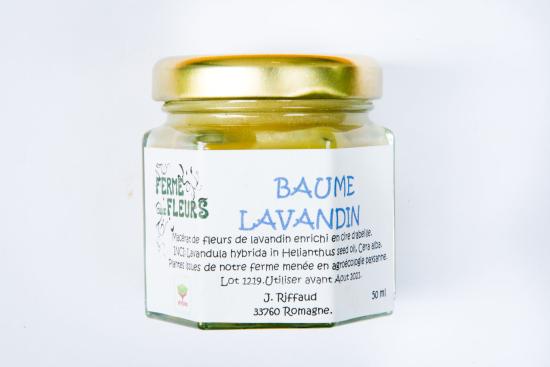 FERME
FLEURS
BAUME
LAVANDIN
Macérat de fleurs de lavandin enrichi en cire d'abeille.
INCI: Lavandula hybrida in Helianthus seed oil, Cera alba.
Plantes issues de notre ferme menée en agroécologie paysanne.
Lot 1219. Utiliser avant Aout 2021.
J. Riffaud
33760 Romagne.
50 ml